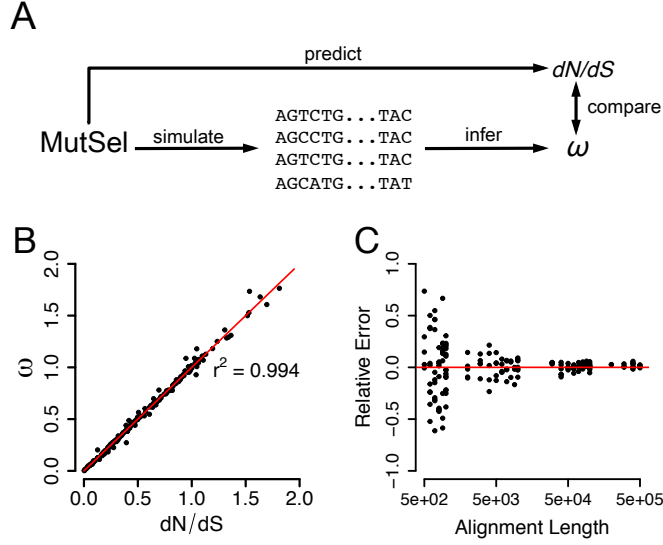 A
predict
dN/dS
MutSel
simulate
AGTCTG...TAC
AGCCTG...TAC
AGTCTG...TAC
AGCATG...TAT
infer
compare
ω
B
ω
2.0
1.5
1.0
0.5
0.0
r² = 0.994
0.0 0.5 1.0 1.5 2.0
dN/dS
C
Relative Error
1.0
0.5
0.0
−0.5
−1.0
5e+02 5e+03 5e+04 5e+05
Alignment Length